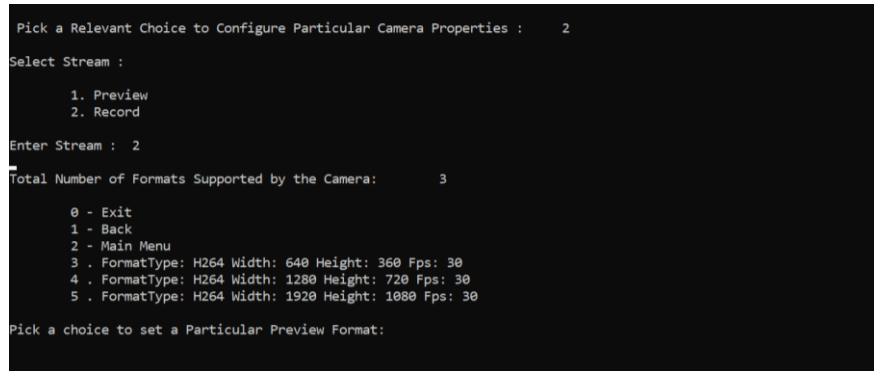 Pick a Relevant Choice to Configure Particular Camera Properties : 2
Select Stream :
1. Preview
2. Record
Enter Stream : 2
Total Number of Formats Supported by the Camera: 3
0 - Exit
1 - Back
2 - Main Menu
3 . FormatType: H264 Width: 640 Height: 360 Fps: 30
4 . FormatType: H264 Width: 1280 Height: 720 Fps: 30
5 . FormatType: H264 Width: 1920 Height: 1080 Fps: 30
Pick a choice to set a Particular Preview Format: